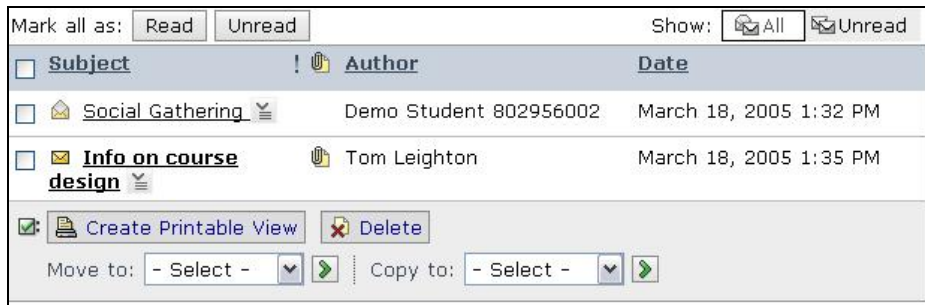 Mark all as: Read Unread Show: All Unread
Subject ! Author Date
Social Gathering Demo Student 802956002 March 18, 2005 1:32 PM
Info on course Tom Leighton March 18, 2005 1:35 PM
design
: Create Printable View Delete
Move to: - Select - Copy to: - Select -